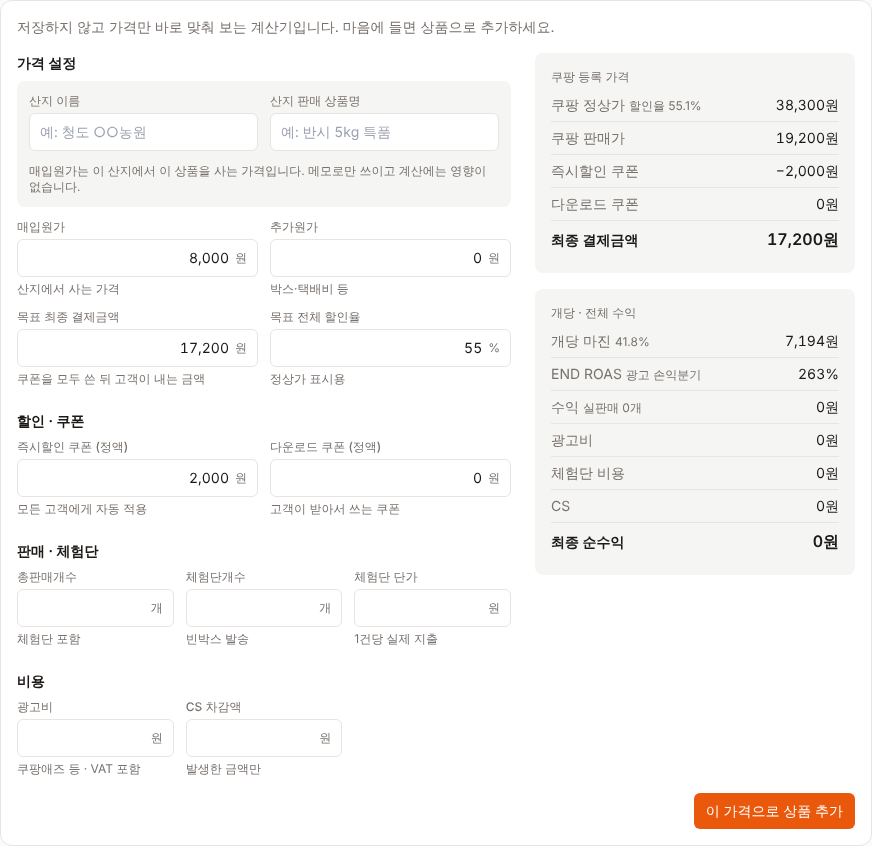 저장하지 않고 가격만 바로 맞춰 보는 계산기입니다. 마음에 들면 상품으로 추가하세요.
가격 설정
산지 이름
산지 판매 상품명
예: 청도 〇〇농원
예: 반시 5kg 특품
매입원가는 이 산지에서 이 상품을 사는 가격입니다. 메모로만 쓰이고 계산에는 영향이
없습니다.
매입원가
추가원가
8,000 원
0 원
산지에서 사는 가격
박스·택배비 등
목표 최종 결제금액
목표 전체 할인율
17,200 원
55 %
쿠폰을 모두 쓴 뒤 고객이 내는 금액
정상가 표시용
할인 · 쿠폰
즉시할인 쿠폰 (정액)
다운로드 쿠폰 (정액)
2,000 원
0 원
모든 고객에게 자동 적용
고객이 받아서 쓰는 쿠폰
판매 · 체험단
총판매개수
체험단개수
체험단 단가
개
개
원
체험단 포함
빈박스 발송
1건당 실제 지출
비용
광고비
CS 차감액
원
원
쿠팡애즈 등 · VAT 포함
발생한 금액만
쿠팡 등록 가격
쿠팡 정상가 할인율 55.1% 38,300원
쿠팡 판매가 19,200원
즉시할인 쿠폰 −2,000원
다운로드 쿠폰 0원
최종 결제금액 17,200원
개당 · 전체 수익
개당 마진 41.8% 7,194원
END ROAS 광고 손익분기 263%
수익 실판매 0개 0원
광고비 0원
체험단 비용 0원
CS 0원
최종 순수익 0원
이 가격으로 상품 추가